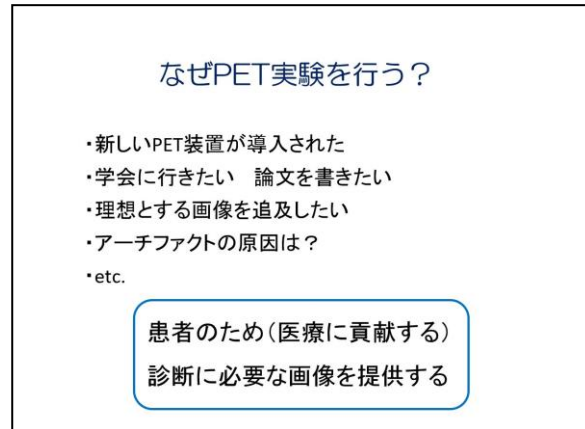 なぜPET実験を行う？
・新しいPET装置が導入された
・学会に行きたい　論文を書きたい
・理想とする画像を追及したい
・アーチファクトの原因は？
・etc.
患者のため（医療に貢献する）
診断に必要な画像を提供する